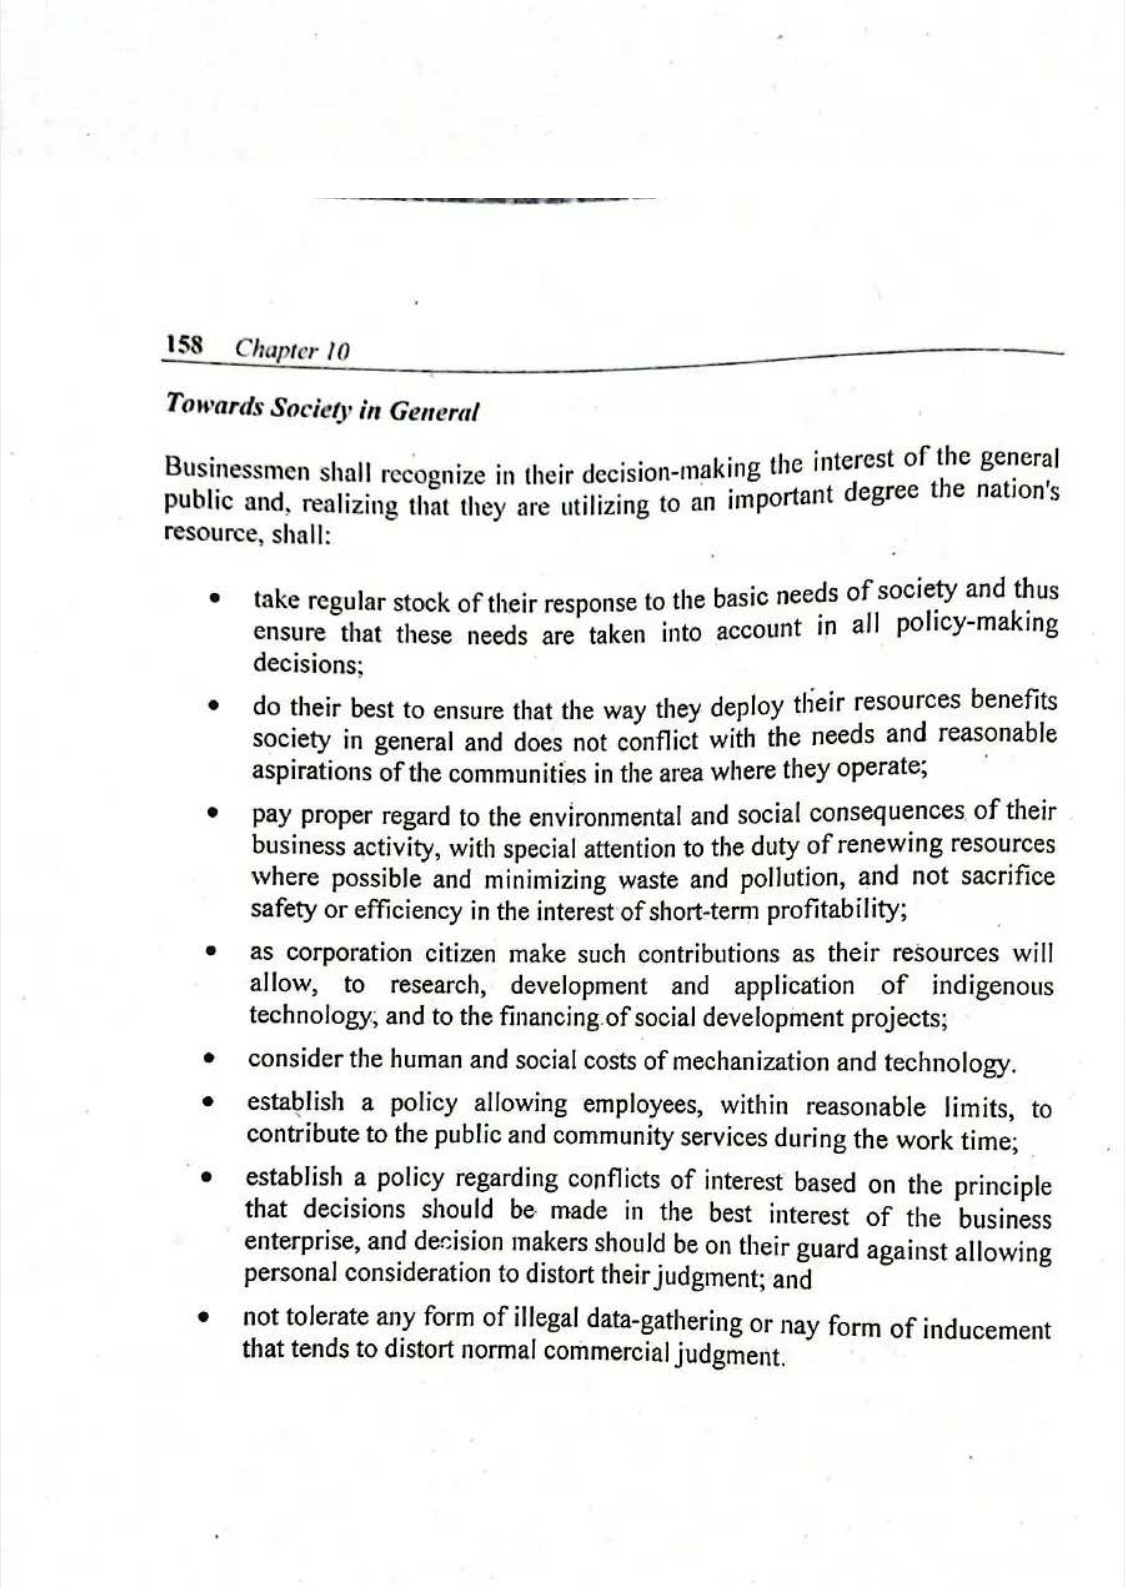 158 Chapter 10
Towards Society in General
Businessmen shall recognize in their decision-making the interest of the general
public and, realizing that they are utilizing to an important degree the nation's
resource, shall:
• take regular stock of their response to the basic needs of society and thus
ensure that these needs are taken into account in all policy-making
decisions;
• do their best to ensure that the way they deploy their resources benefits
society in general and does not conflict with the needs and reasonable
aspirations of the communities in the area where they operate;
• pay proper regard to the environmental and social consequences of their
business activity, with special attention to the duty of renewing resources
where possible and minimizing waste and pollution, and not sacrifice
safety or efficiency in the interest of short-term profitability;
• as corporation citizen make such contributions as their resources will
allow, to research, development and application of indigenous
technology; and to the financing of social development projects;
• consider the human and social costs of mechanization and technology.
• establish a policy allowing employees, within reasonable limits, to
contribute to the public and community services during the work time;
• establish a policy regarding conflicts of interest based on the principle
that decisions should be made in the best interest of the business
enterprise, and decision makers should be on their guard against allowing
personal consideration to distort their judgment; and
• not tolerate any form of illegal data-gathering or nay form of inducement
that tends to distort normal commercial judgment.